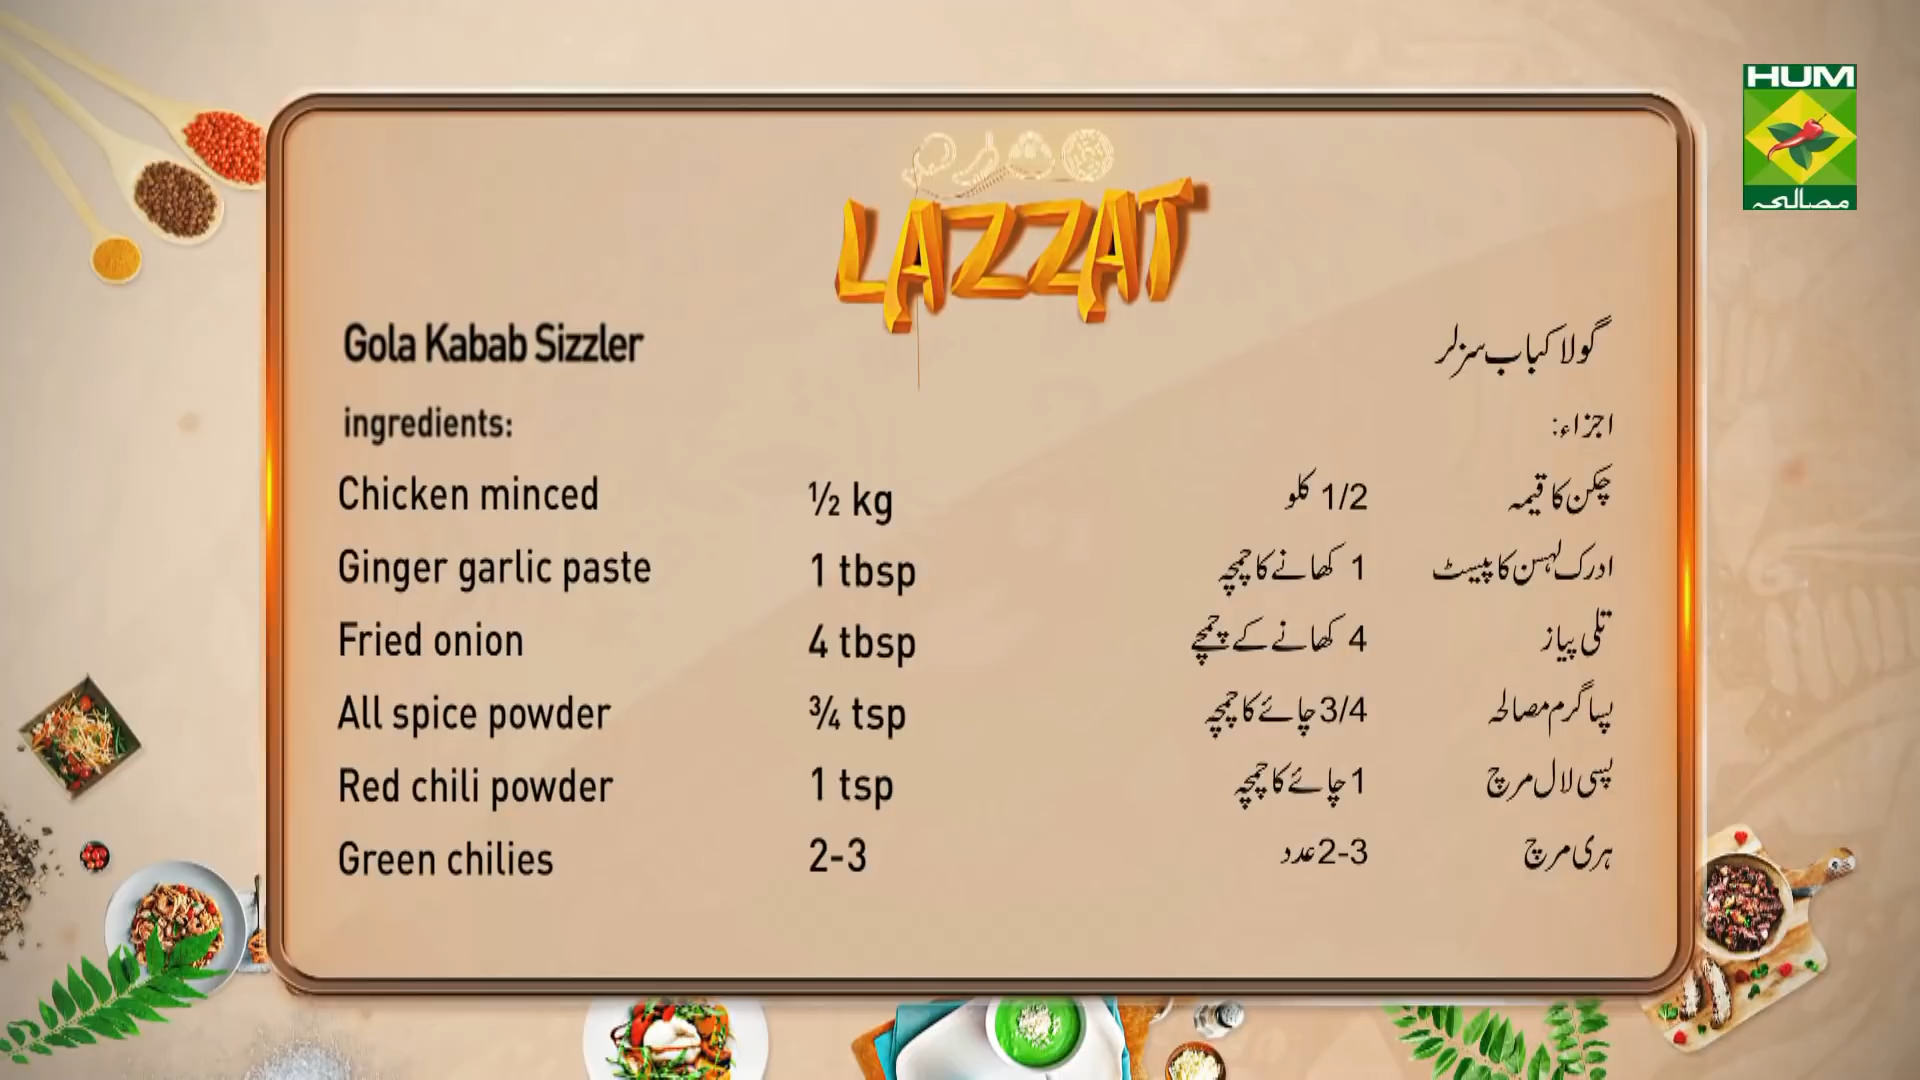 HUM
مصالحہ
LAZZAT
Gola Kabab Sizzler گولا کباب سزلر
ingredients: اجزاء:
Chicken minced ½ kg 1/2 کلو چکن کا قیمہ
Ginger garlic paste 1 tbsp 1 کھانے کا چمچہ ادرک لہسن کا پیسٹ
Fried onion 4 tbsp 4 کھانے کے چمچے تلی پیاز
All spice powder ¾ tsp 3/4 چائے کا چمچہ پسا گرم مصالحہ
Red chili powder 1 tsp 1 چائے کا چمچہ پسی لال مرچ
Green chilies 2-3 2-3 عدد ہری مرچ